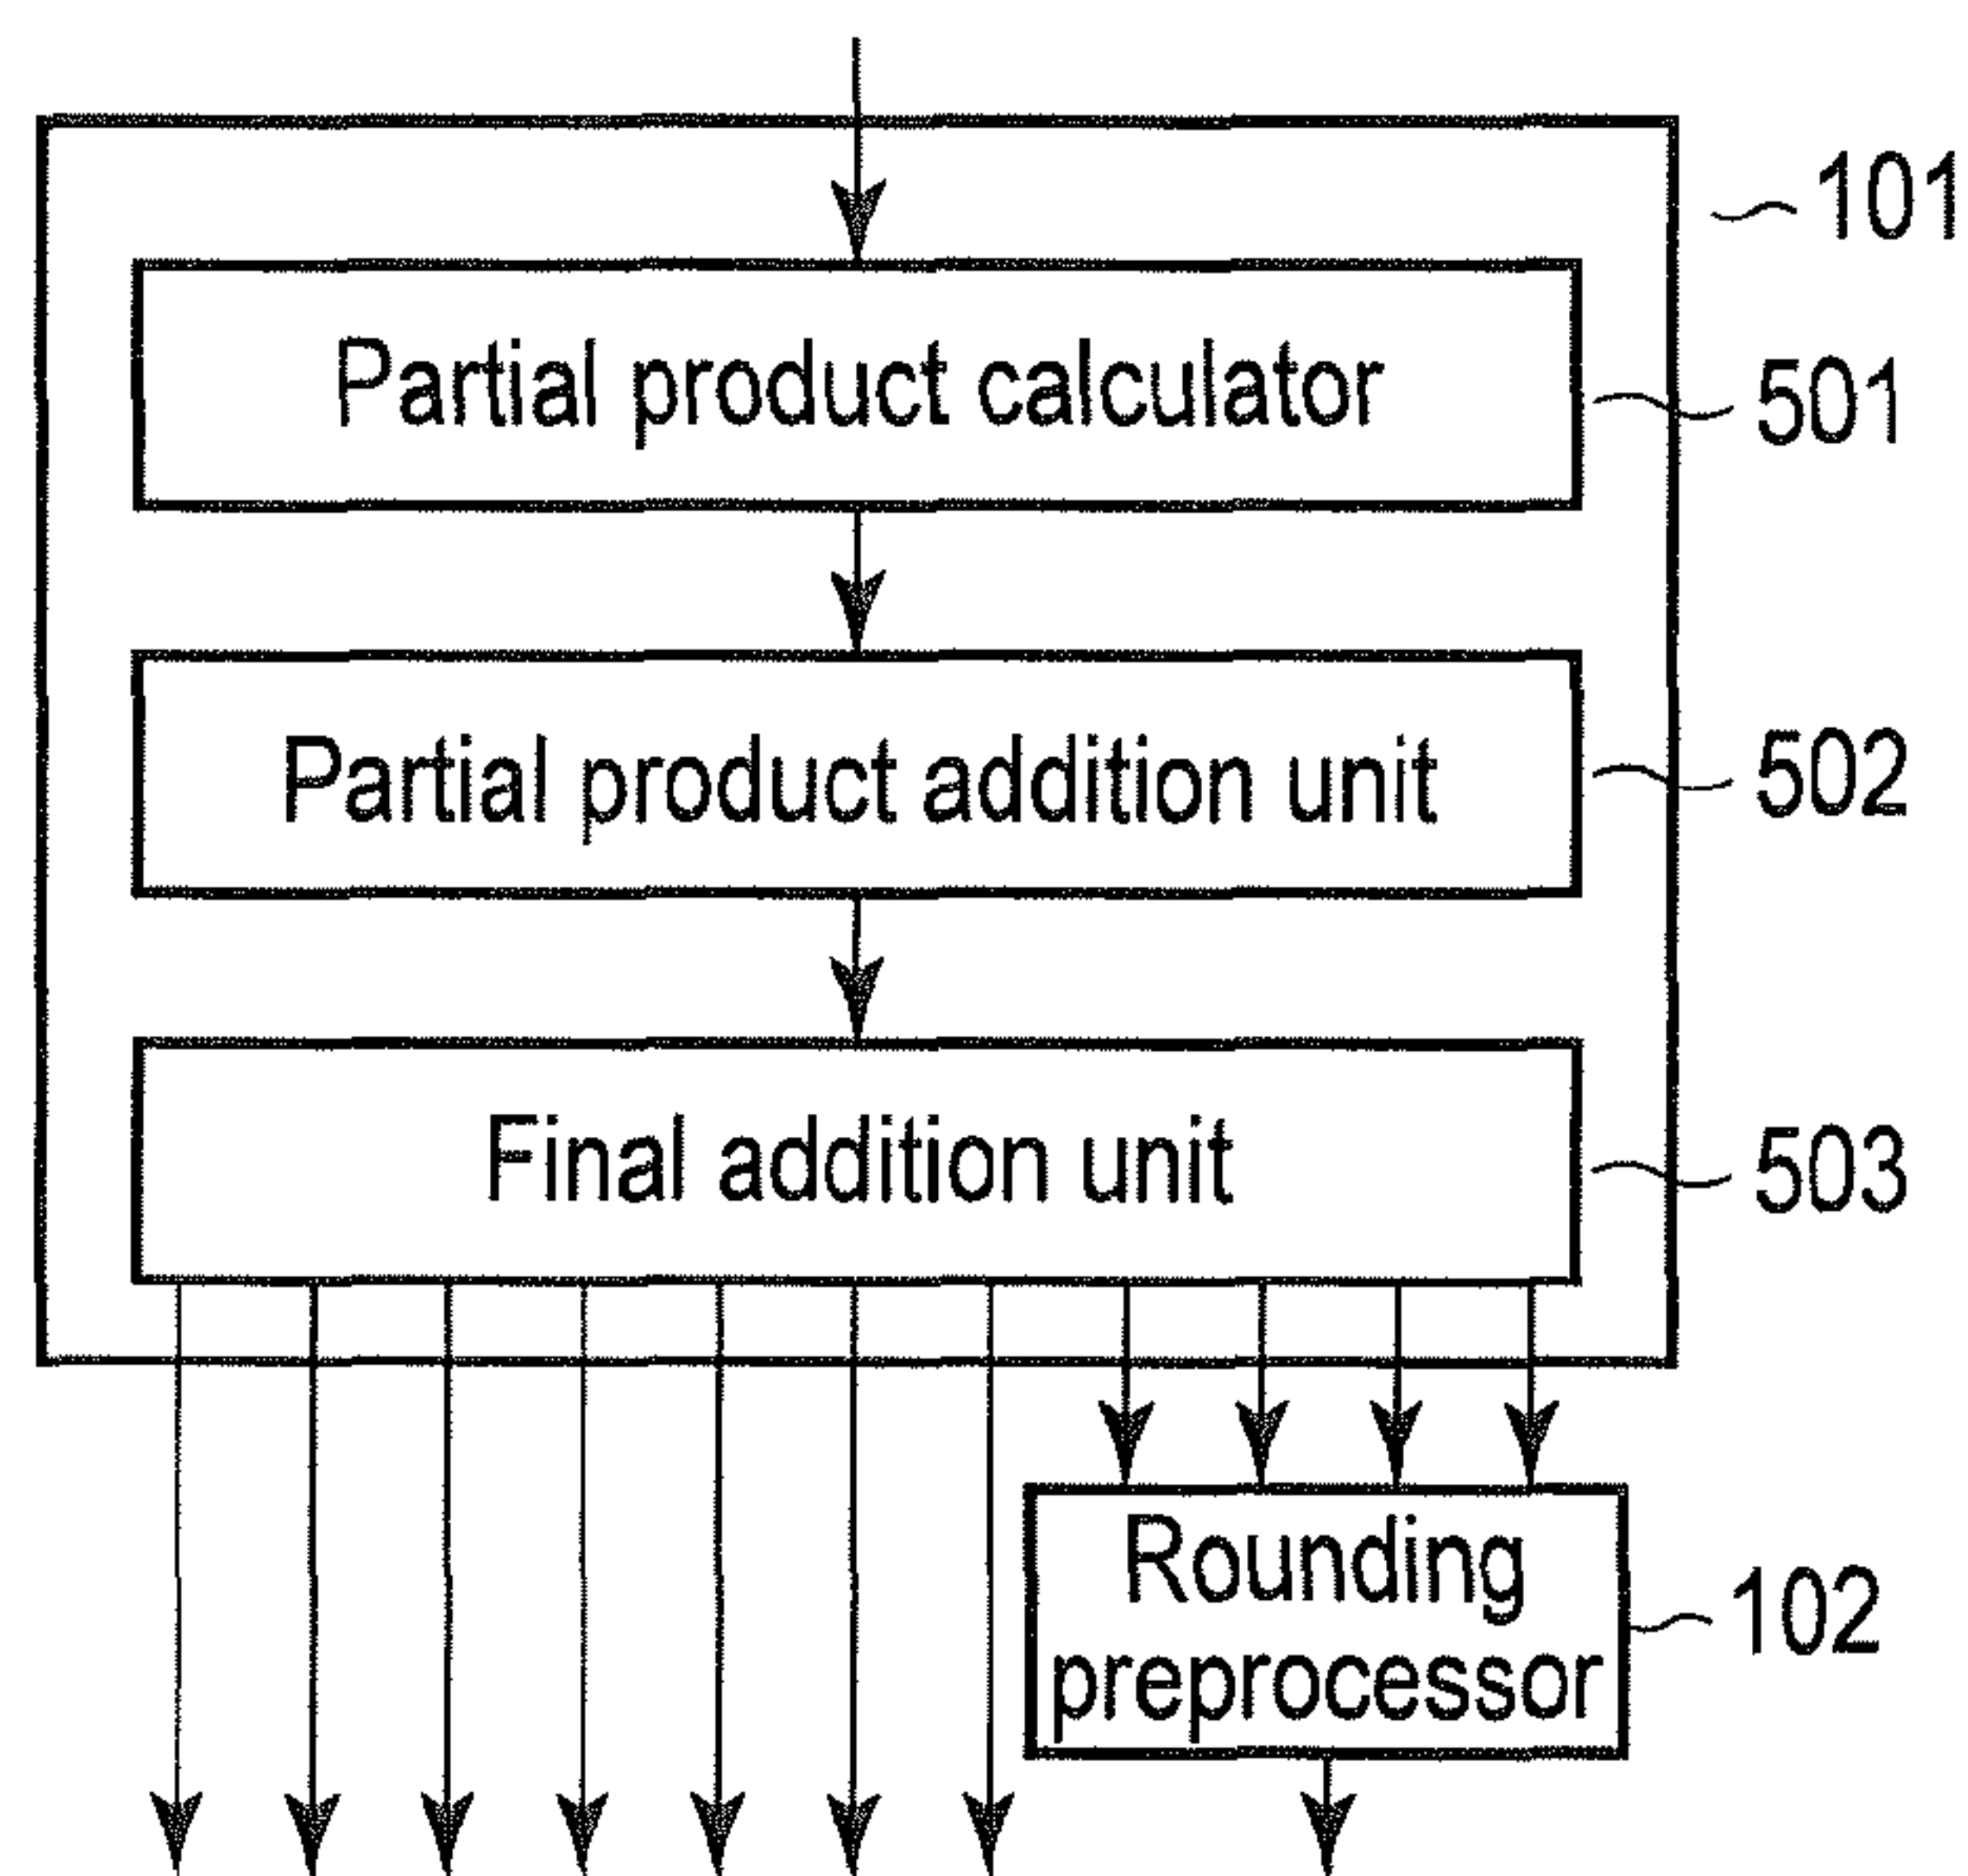 101
Partial product calculator
501
Partial product addition unit
502
Final addition unit
503
Rounding
preprocessor
102